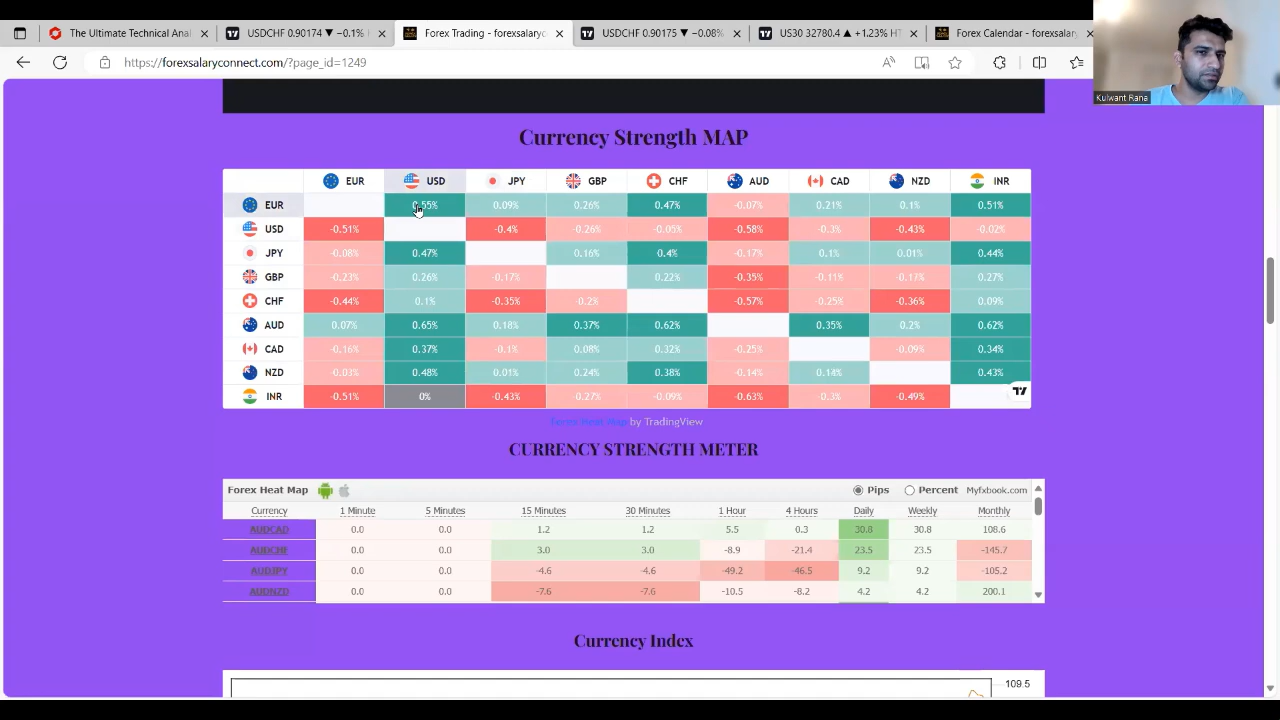 The Ultimate Technical Anal
USDCHF 0.90174 ▼ −0.1% (
Forex Trading - forexsalaryc
USDCHF 0.90175 ▼ −0.08%
US30 32780.4 ▲ +1.23% HT
Forex Calendar - forexsalary
https://forexsalaryconnect.com/?page_id=1249
Kulwant Rana
Currency Strength MAP
EUR USD JPY GBP CHF AUD CAD NZD INR
EUR 0.55% 0.09% 0.26% 0.47% -0.07% 0.21% 0.1% 0.51%
USD -0.51% -0.4% -0.26% -0.05% -0.58% -0.3% -0.43% -0.02%
JPY -0.08% 0.47% 0.16% 0.4% -0.17% 0.1% 0.01% 0.44%
GBP -0.23% 0.26% -0.17% 0.22% -0.35% -0.11% -0.13% 0.27%
CHF -0.44% 0.1% -0.35% -0.2% -0.57% -0.25% -0.36% 0.09%
AUD 0.07% 0.65% 0.18% 0.37% 0.62% 0.35% 0.2% 0.62%
CAD -0.16% 0.37% -0.1% 0.08% 0.32% -0.25% -0.09% 0.34%
NZD -0.03% 0.48% 0.01% 0.24% 0.38% -0.14% 0.14% 0.43%
INR -0.51% 0% -0.43% -0.27% -0.09% -0.63% -0.3% -0.49%
Forex Heat Map by TradingView
CURRENCY STRENGTH METER
Forex Heat Map Pips Percent Myfxbook.com
Currency 1 Minute 5 Minutes 15 Minutes 30 Minutes 1 Hour 4 Hours Daily Weekly Monthly
AUDCAD 0.0 0.0 1.2 1.2 5.5 0.3 30.8 30.8 108.6
AUDCHF 0.0 0.0 3.0 3.0 -8.9 -21.4 23.5 23.5 -145.7
AUDJPY 0.0 0.0 -4.6 -4.6 -49.2 -46.5 9.2 9.2 -105.2
AUDNZD 0.0 0.0 -7.6 -7.6 -10.5 -8.2 4.2 4.2 200.1
Currency Index
109.5